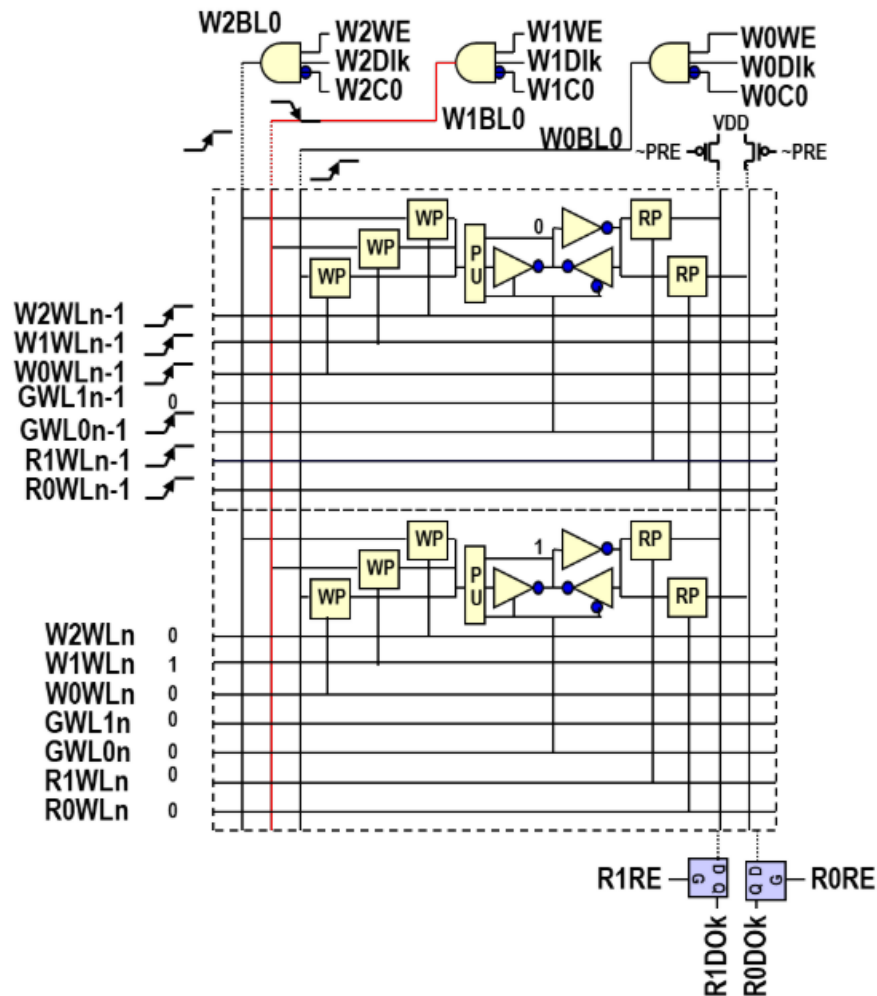 W2BL0
W2WE
W2DIk
W2C0
W1WE
W1DIk
W1C0
W0WE
W0DIk
W0C0
W1BL0
W0BL0
VDD
~PRE
~PRE
WP
WP
WP
P
U
0
RP
RP
W2WLn-1
W1WLn-1
W0WLn-1
GWL1n-1 0
GWL0n-1
R1WLn-1
R0WLn-1
WP
WP
WP
P
U
1
RP
RP
W2WLn 0
W1WLn 1
W0WLn 0
GWL1n 0
GWL0n 0
R1WLn 0
R0WLn 0
R1RE
G
D
Q
D
Q
G
R0RE
R1DOk
R0DOk